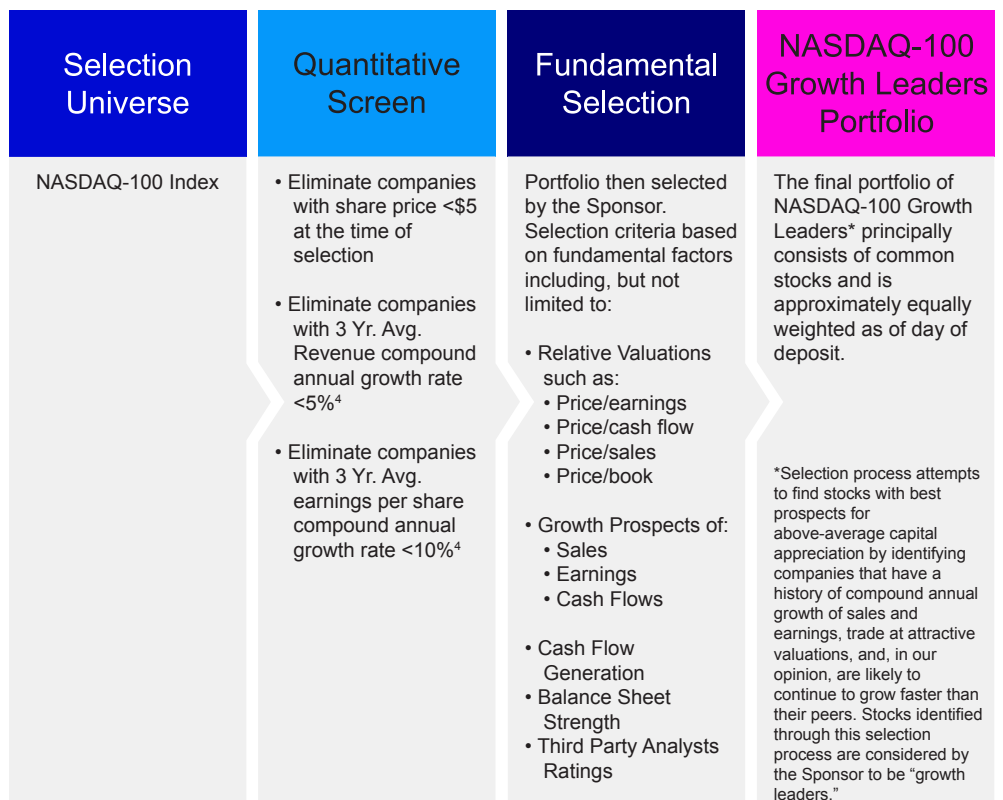 Selection
Universe
NASDAQ-100 Index
Quantitative
Screen
• Eliminate companies
with share price <$5
at the time of
selection
• Eliminate companies
with 3 Yr. Avg.
Revenue compound
annual growth rate
<5%⁴
• Eliminate companies
with 3 Yr. Avg.
earnings per share
compound annual
growth rate <10%⁴
Fundamental
Selection
Portfolio then selected
by the Sponsor.
Selection criteria based
on fundamental factors
including, but not
limited to:
• Relative Valuations
such as:
• Price/earnings
• Price/cash flow
• Price/sales
• Price/book
• Growth Prospects of:
• Sales
• Earnings
• Cash Flows
• Cash Flow
Generation
• Balance Sheet
Strength
• Third Party Analysts
Ratings
NASDAQ-100
Growth Leaders
Portfolio
The final portfolio of
NASDAQ-100 Growth
Leaders* principally
consists of common
stocks and is
approximately equally
weighted as of day of
deposit.
*Selection process attempts
to find stocks with best
prospects for
above-average capital
appreciation by identifying
companies that have a
history of compound annual
growth of sales and
earnings, trade at attractive
valuations, and, in our
opinion, are likely to
continue to grow faster than
their peers. Stocks identified
through this selection
process are considered by
the Sponsor to be “growth
leaders.”